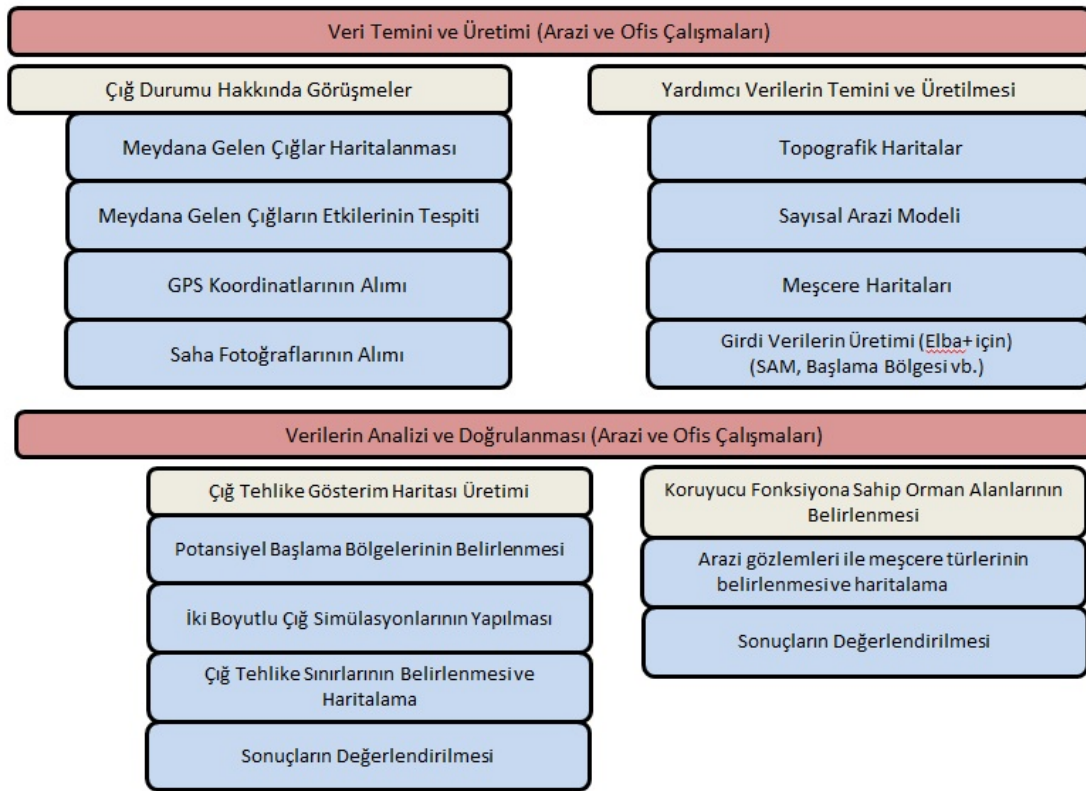 Veri Temini ve Üretimi (Arazi ve Ofis Çalışmaları)
Çığ Durumu Hakkında Görüşmeler
Meydana Gelen Çığlar Haritalanması
Meydana Gelen Çığların Etkilerinin Tespiti
GPS Koordinatlarının Alımı
Saha Fotoğraflarının Alımı
Yardımcı Verilerin Temini ve Üretilmesi
Topografik Haritalar
Sayısal Arazi Modeli
Meşcere Haritaları
Girdi Verilerin Üretimi (Elba+ için)
(SAM, Başlama Bölgesi vb.)
Verilerin Analizi ve Doğrulanması (Arazi ve Ofis Çalışmaları)
Çığ Tehlike Gösterim Haritası Üretimi
Potansiyel Başlama Bölgelerinin Belirlenmesi
İki Boyutlu Çığ Simülasyonlarının Yapılması
Çığ Tehlike Sınırlarının Belirlenmesi ve
Haritalama
Sonuçların Değerlendirilmesi
Koruyucu Fonksiyona Sahip Orman Alanlarının
Belirlenmesi
Arazi gözlemleri ile meşcere türlerinin
belirlenmesi ve haritalama
Sonuçların Değerlendirilmesi